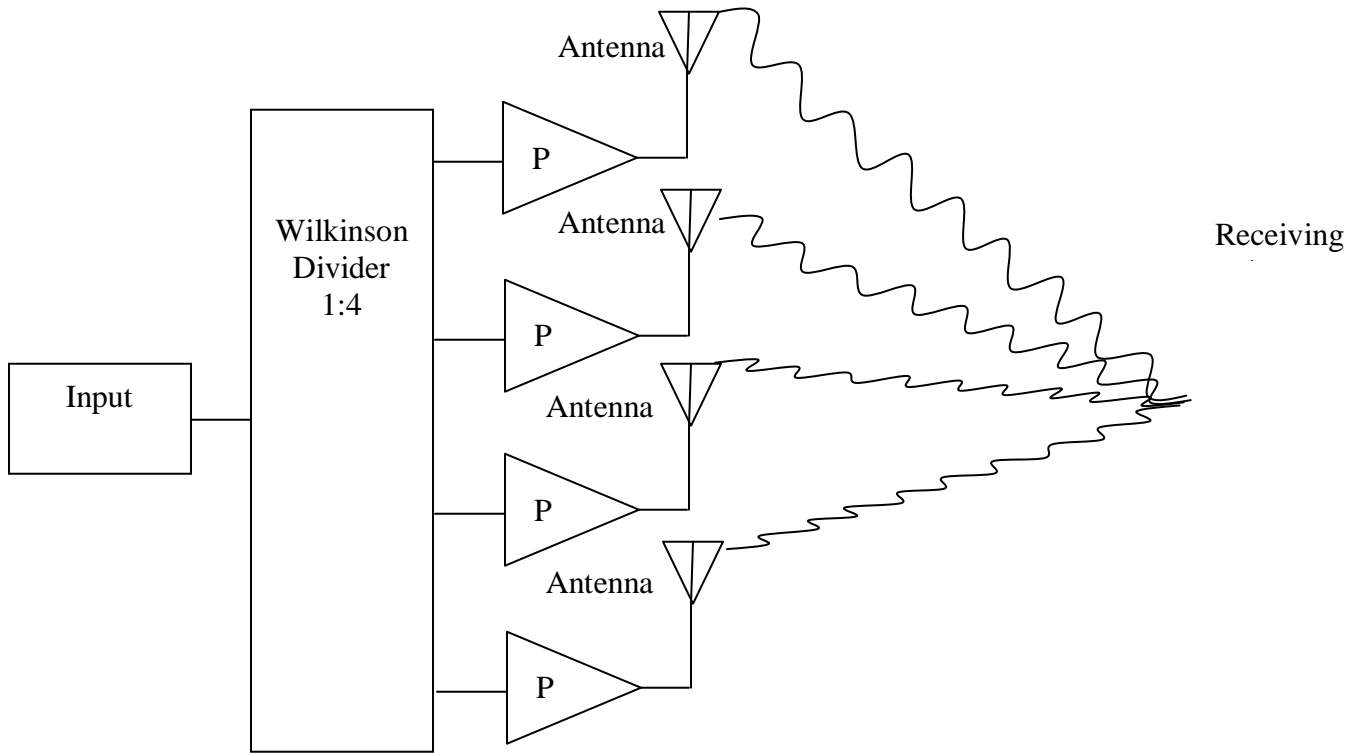 Antenna
P
Antenna
Receiving
Wilkinson
Divider
1:4
P
Input
Antenna
P
Antenna
P